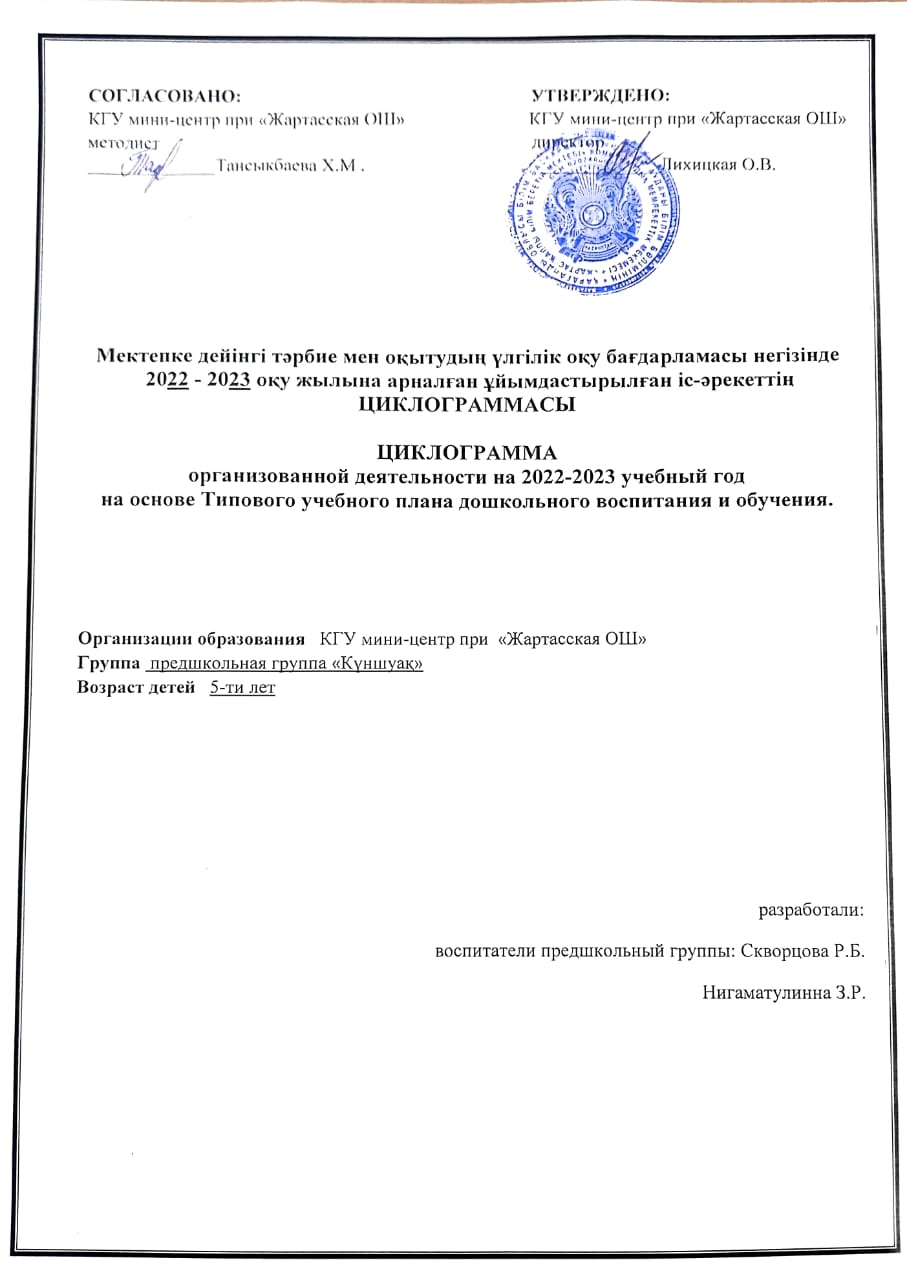 СОГЛАСОВАНО:
КГУ мини-центр при «Жартасская ОШ»
методист
____________ Тансыкбаева Х.М .
УТВЕРЖДЕНО:
КГУ мини-центр при «Жартасская ОШ»
директор
Лихицкая О.В.
Мектепке дейінгі тәрбие мен оқытудың үлгілік оқу бағдарламасы негізінде
2022 - 2023 оқу жылына арналған ұйымдастырылған іс-әрекеттің
ЦИКЛОГРАММАСЫ
ЦИКЛОГРАММА
организованной деятельности на 2022-2023 учебный год
на основе Типового учебного плана дошкольного воспитания и обучения.
Организации образования КГУ мини-центр при «Жартасская ОШ»
Группа предшкольная группа «Күншуақ»
Возраст детей 5-ти лет
разработали:
воспитатели предшкольный группы: Скворцова Р.Б.
Нигаматулинна З.Р.